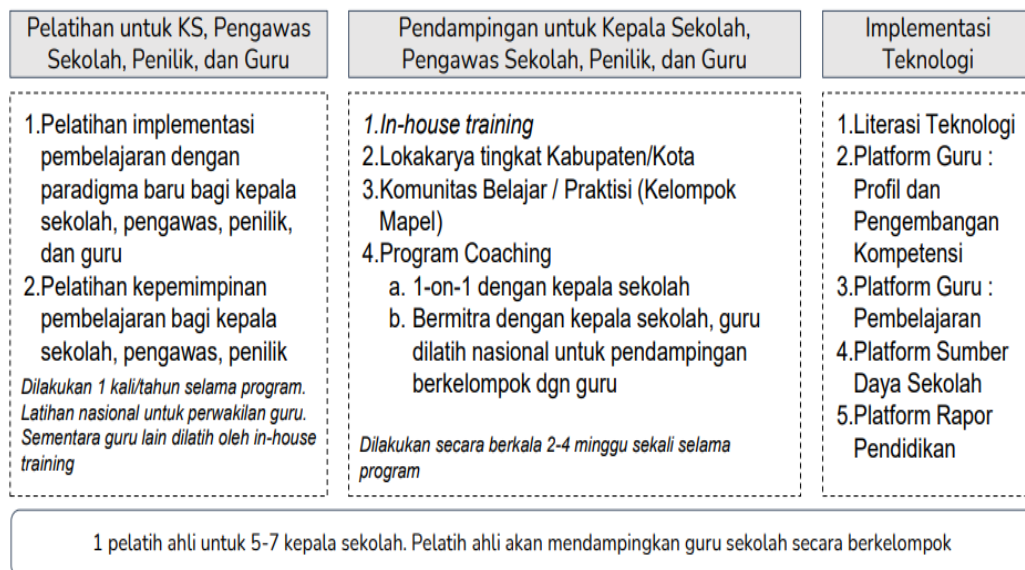 Pelatihan untuk KS, Pengawas
Sekolah, Penilik, dan Guru
1.Pelatihan implementasi
pembelajaran dengan
paradigma baru bagi kepala
sekolah, pengawas, penilik,
dan guru
2.Pelatihan kepemimpinan
pembelajaran bagi kepala
sekolah, pengawas, penilik
Dilakukan 1 kali/tahun selama program.
Latihan nasional untuk perwakilan guru.
Sementara guru lain dilatih oleh in-house
training
Pendampingan untuk Kepala Sekolah,
Pengawas Sekolah, Penilik, dan Guru
1.In-house training
2.Lokakarya tingkat Kabupaten/Kota
3.Komunitas Belajar / Praktisi (Kelompok
Mapel)
4.Program Coaching
a. 1-on-1 dengan kepala sekolah
b. Bermitra dengan kepala sekolah, guru
dilatih nasional untuk pendampingan
berkelompok dgn guru
Dilakukan secara berkala 2-4 minggu sekali selama
program
Implementasi
Teknologi
1.Literasi Teknologi
2.Platform Guru :
Profil dan
Pengembangan
Kompetensi
3.Platform Guru :
Pembelajaran
4.Platform Sumber
Daya Sekolah
5.Platform Rapor
Pendidikan
1 pelatih ahli untuk 5-7 kepala sekolah. Pelatih ahli akan mendampingkan guru sekolah secara berkelompok